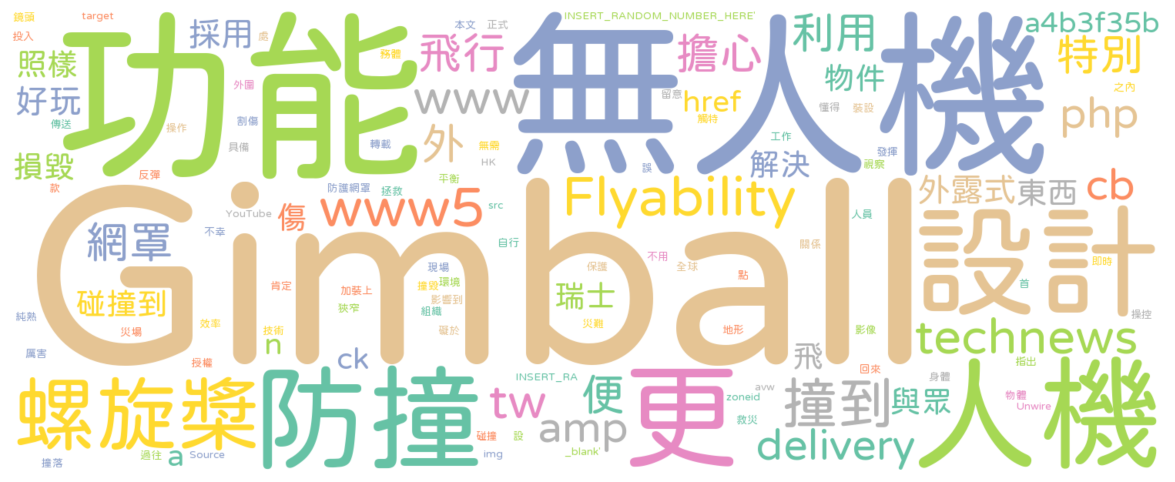 鏡頭 target 本文 正式 INSERT_RANDOM_NUMBER_HERE' a4b3f35b
投入 採用 處 務體 飛行 無人機 擔心 利用 特別
照樣 功能 外圍 www 留意 href 物件 之內
好玩 割傷 懂得 裝設 php
傳送 操作 轉載 外 無需 觸碍 工作 發揮
損毀 反彈 具備 HK 誤 解決 視察
款 防護網罩 拯救 平衡 Flyability 外露式 東西 cb
YouTube 傷 www5 src 人員
網罩 不幸 自行 不用 關係 設計
Gimball
現場 保護 全球 即時
碰撞到 肯定 加裝上 撞毀 環境 瑞士 點 首
純熟 狹窄 影響到 組織 操控
災場 效率 技術 礙於 災難 地形 影像 technews
厲害 授權 n ck 飛 回來 指出
螺旋槳 防撞 INSERT_RA 便 更 avw 撞到 身體 人機
tw zoneid 與眾 物體
amp 救災 Unwire
碰撞 設 delivery
撞落 過往 a Source img _blank'